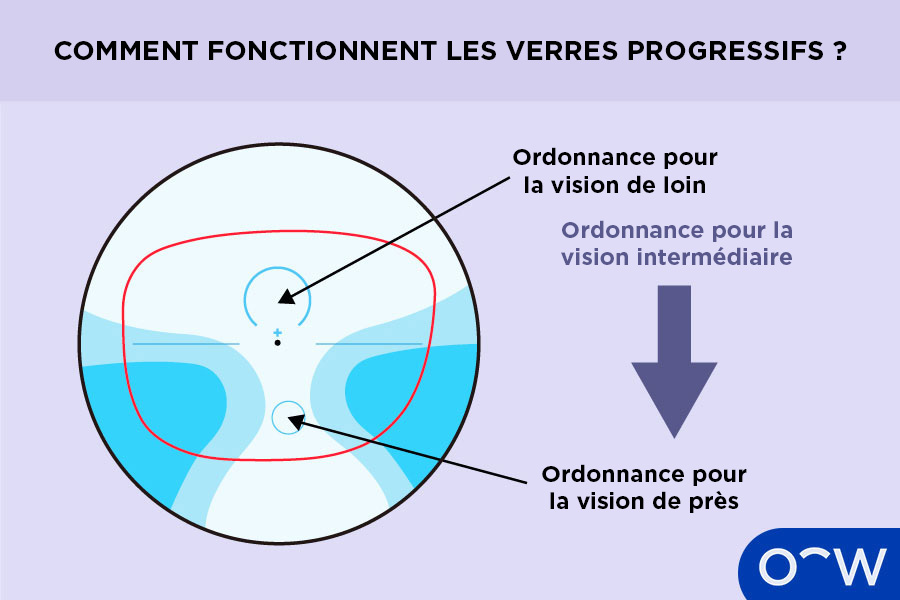 COMMENT FONCTIONNENT LES VERRES PROGRESSIFS ?
Ordonnance pour
la vision de loin
Ordonnance pour la
vision intermédiaire
Ordonnance pour
la vision de près
OW